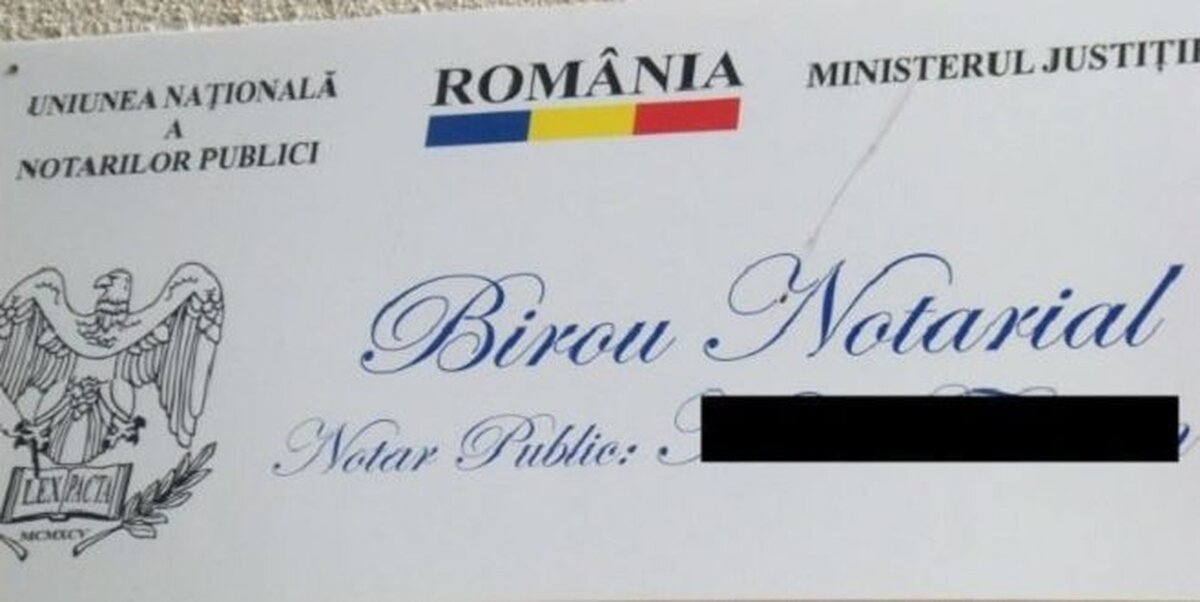 UNIUNEA NAȚIONALĂ
A
NOTARILOR PUBLICI
ROMÂNIA
MINISTERUL JUSTIȚIEI
Birou Notarial
Notar Public:
LEX PACTA
MCMXCV